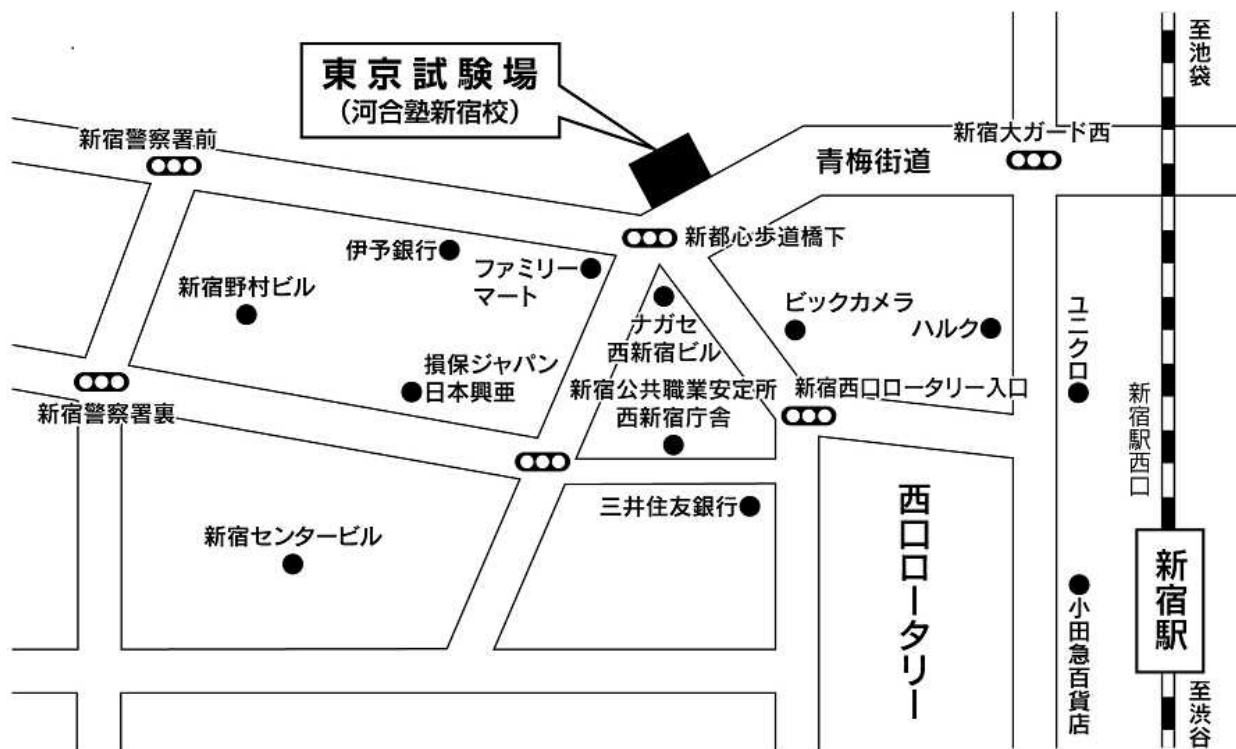 東京試験場
（河合塾新宿校）
至池袋
新宿警察署前
新宿大ガード西
青梅街道
新都心歩道橋下
伊予銀行
ファミリー
マート
新宿野村ビル
ナガセ
西新宿ビル
ビックカメラ
ハルク
ユニクロ
損保ジャパン
日本興亜
新宿公共職業安定所
西新宿庁舎
新宿西口ロータリー入口
新宿警察署裏
新宿駅西口
三井住友銀行
西口ロータリー
新宿センタービル
新宿駅
小田急百貨店
至渋谷